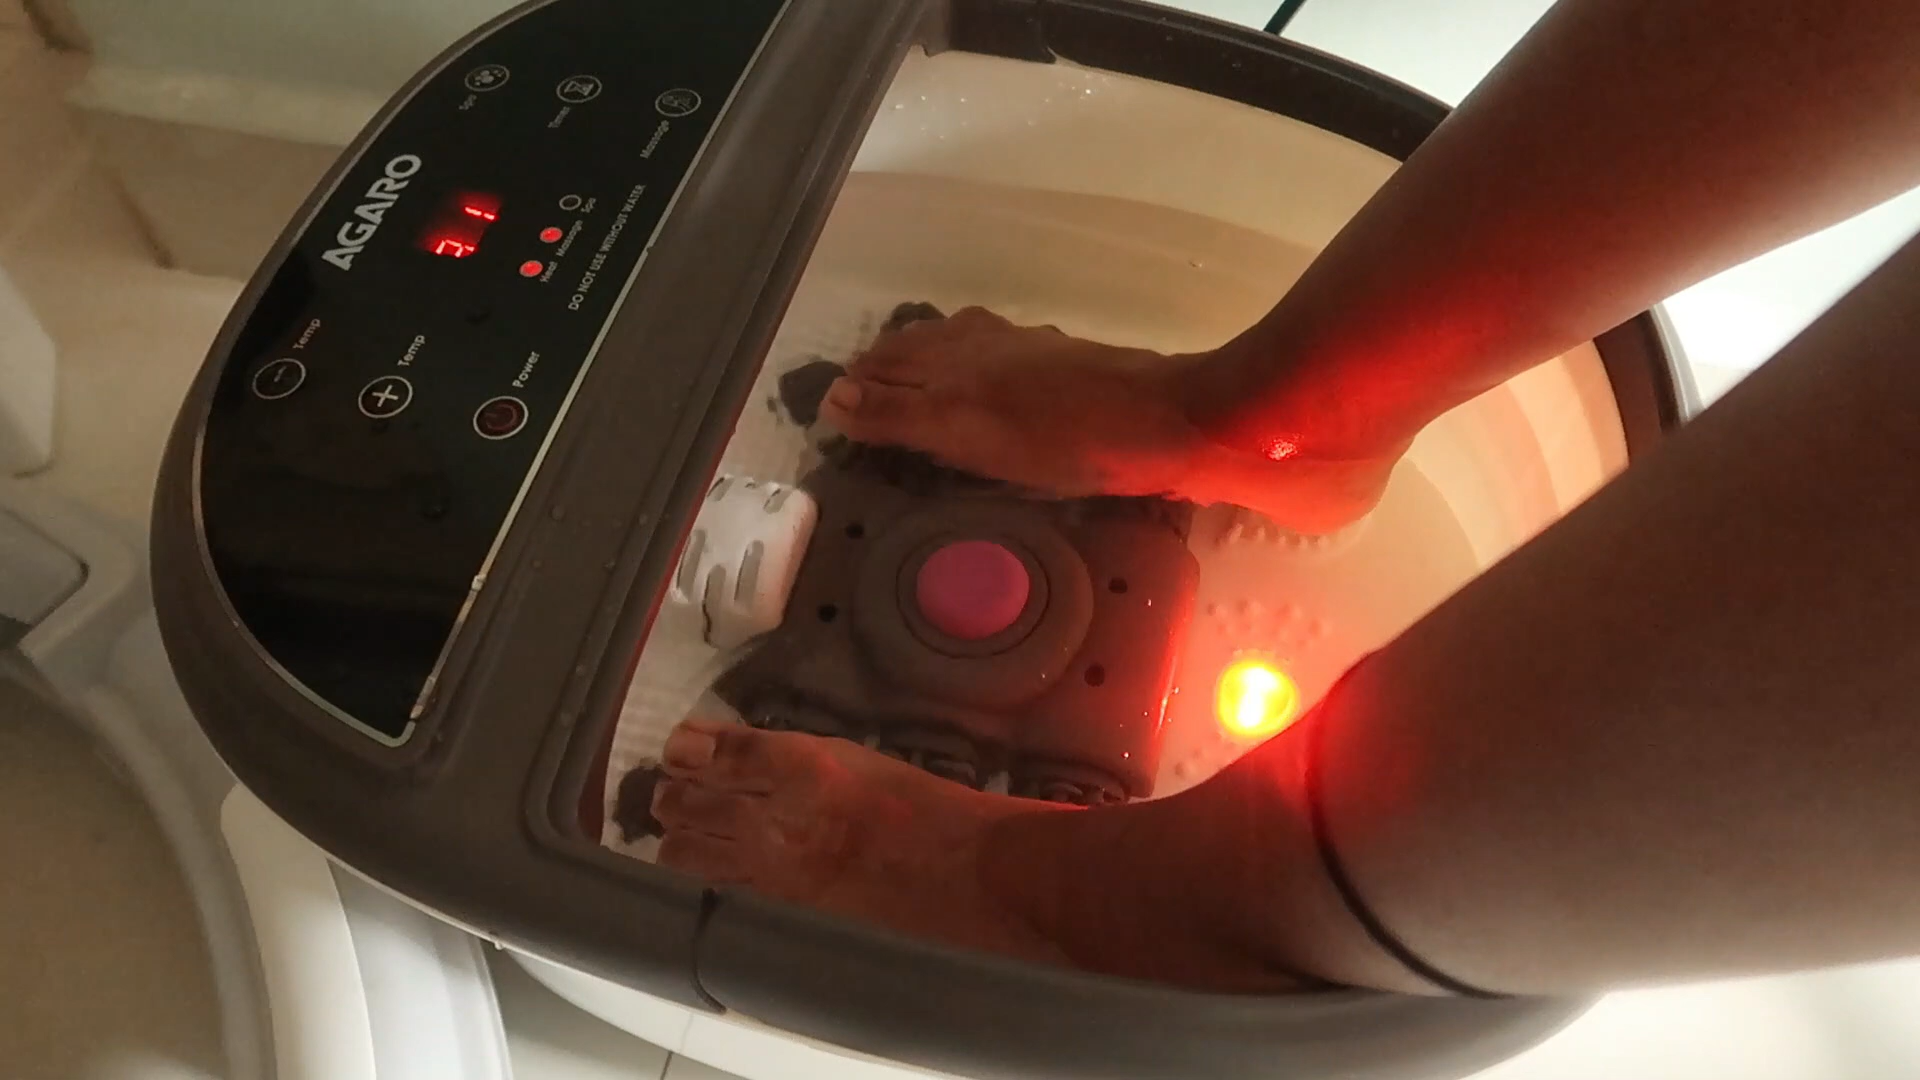 Spa
Timer
Massage
AGARO
Spa
Massage
Heat
DO NOT USE WITHOUT WATER
Temp
Temp
Power